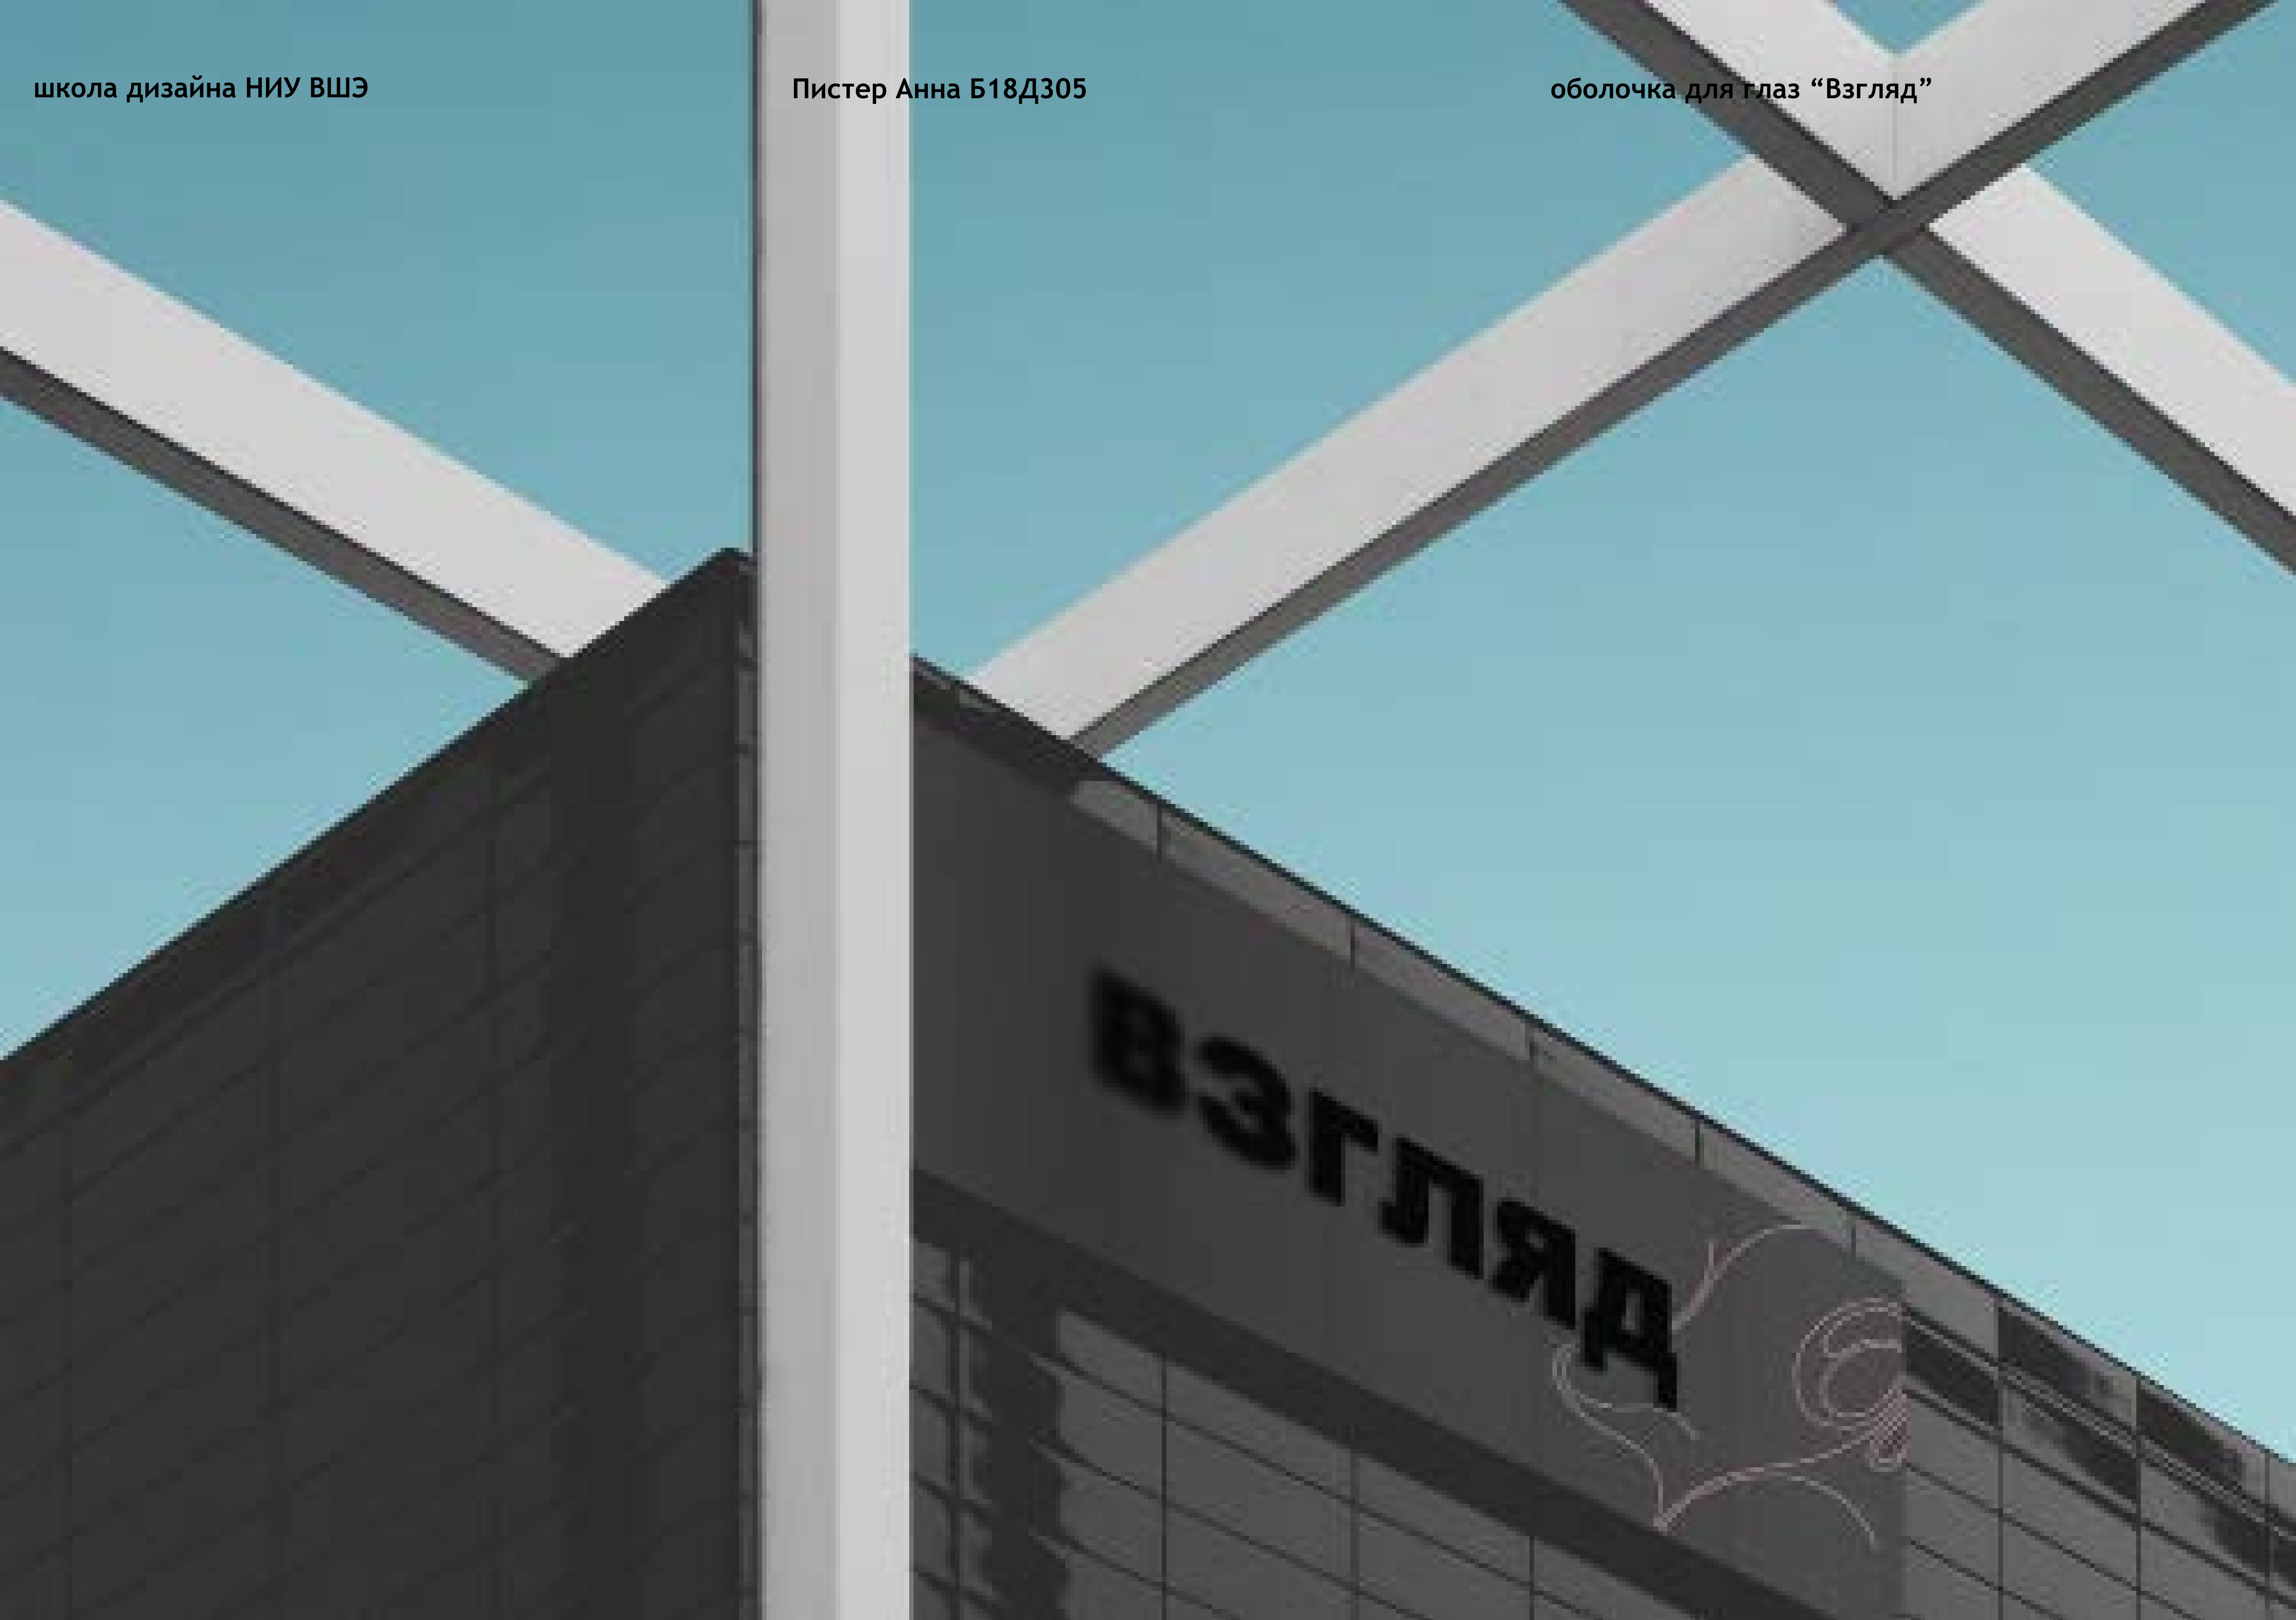 школа дизайна НИУ ВШЭ
Пистер Анна Б18Д305
оболочка для глаз “Взгляд”
ВЗГЛЯД